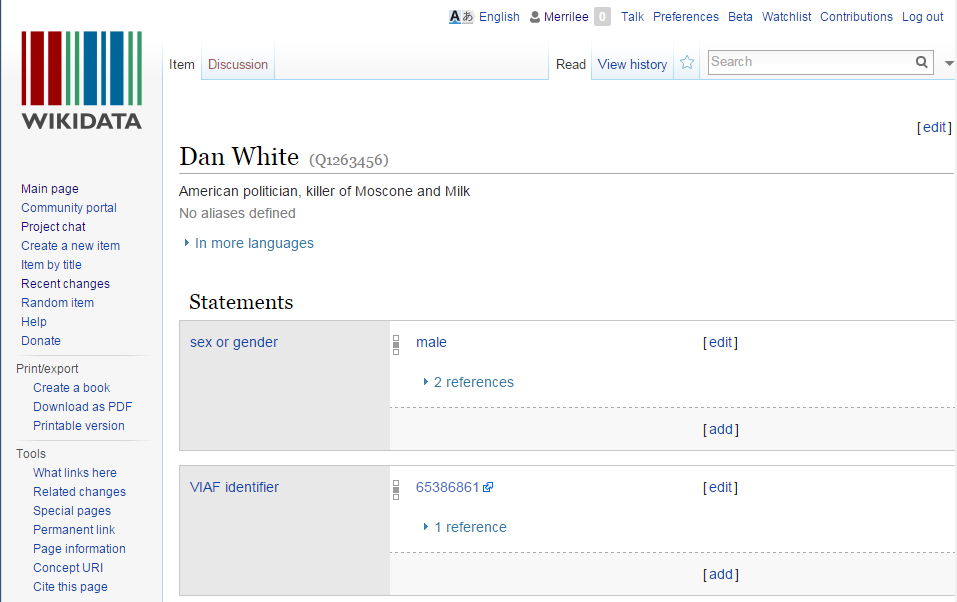 Aあ English Merrilee 0 Talk Preferences Beta Watchlist Contributions Log out
WIKIDATA
Item Discussion Read View history Search
[edit]
Dan White (Q1263456)
American politician, killer of Moscone and Milk
No aliases defined
In more languages
Statements
sex or gender male [edit]
2 references
[add]
VIAF identifier 65386861 [edit]
1 reference
[add]
Main page
Community portal
Project chat
Create a new item
Item by title
Recent changes
Random item
Help
Donate
Print/export
Create a book
Download as PDF
Printable version
Tools
What links here
Related changes
Special pages
Permanent link
Page information
Concept URI
Cite this page